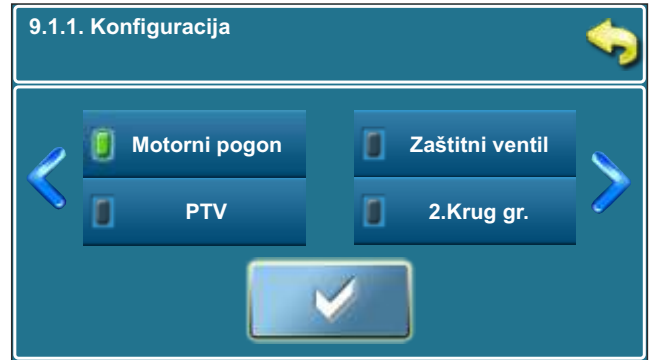 9.1.1. Konfiguracija
Motorni pogon
Zaštitni ventil
PTV
2.Krug gr.